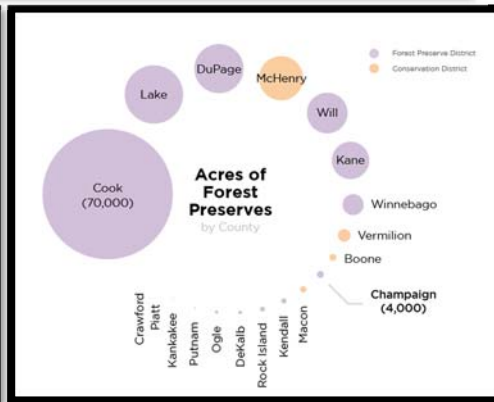 DuPage
McHenry
Lake
Forest Preserve District
Conservation District
Will
Kane
Cook
(70,000)
Acres of
Forest
Preserves
by County
Winnebago
Vermilion
Boone
Champaign
(4,000)
Crawford
Piatt
Kankakee
Putnam
Ogle
DeKalb
Rock Island
Kendall
Macon